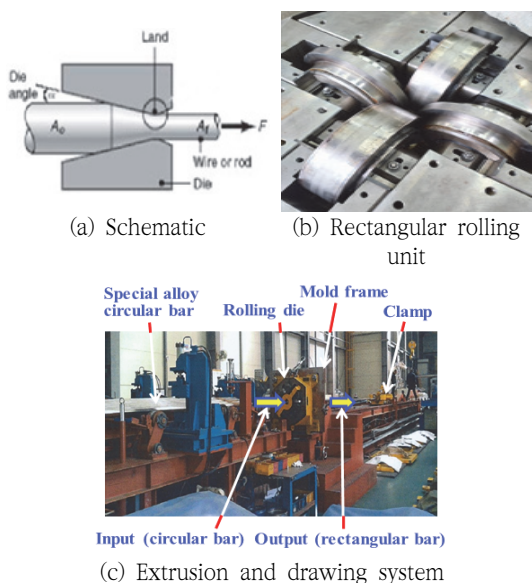 Land
Die
angle
α
A₀
A_f
F
Wire or rod
Die
(a) Schematic
(b) Rectangular rolling
unit
Special alloy
circular bar
Rolling die
Mold frame
Clamp
Input (circular bar)
Output (rectangular bar)
(c) Extrusion and drawing system